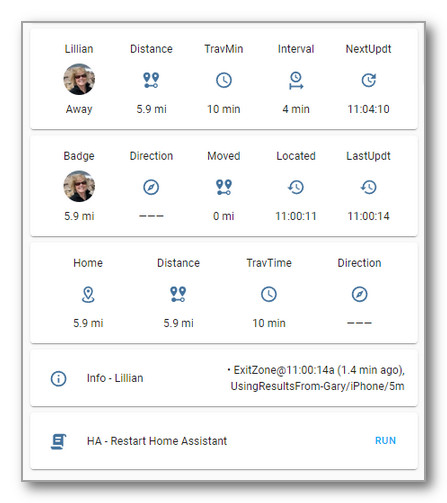 Lillian Distance TravMin Interval NextUpdt
Away 5.9 mi 10 min 4 min 11:04:10
Badge Direction Moved Located LastUpdt
5.9 mi ––– 0 mi 11:00:11 11:00:14
Home Distance TravTime Direction
5.9 mi 5.9 mi 10 min –––
Info - Lillian
• ExitZone@11:00:14a (1.4 min ago),
UsingResultsFrom-Gary/iPhone/5m
HA - Restart Home Assistant RUN